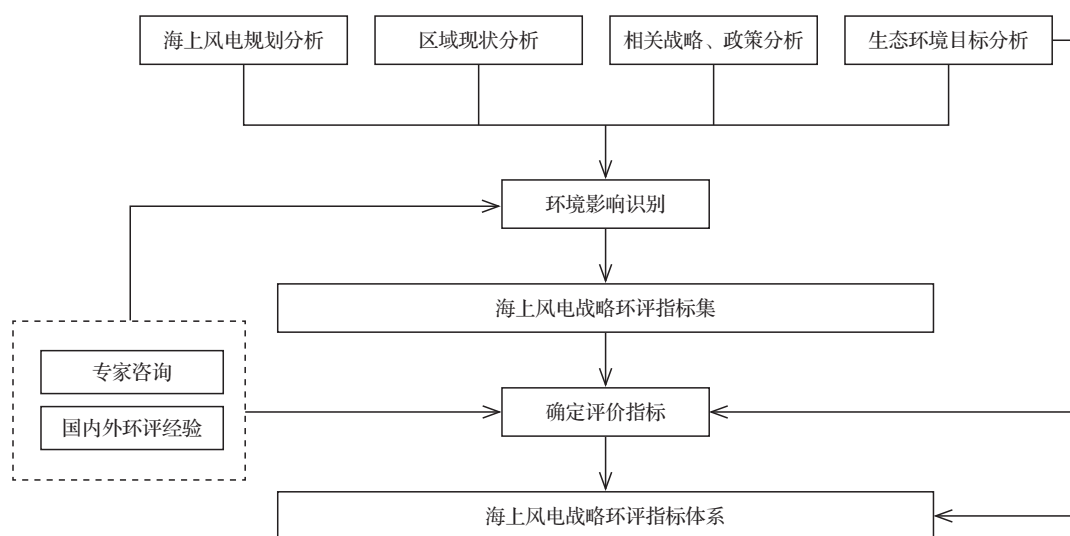 海上风电规划分析
区域现状分析
相关战略、政策分析
生态环境目标分析
环境影响识别
海上风电战略环评指标集
专家咨询
国内外环评经验
确定评价指标
海上风电战略环评指标体系